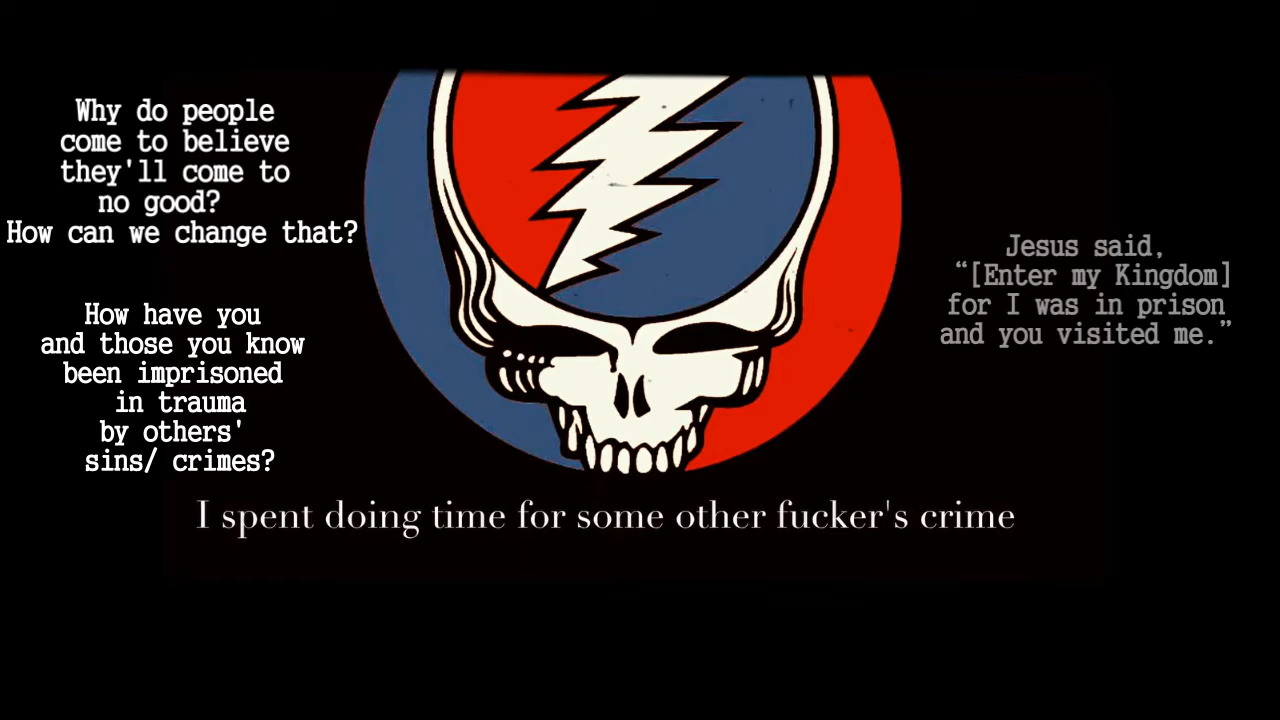 Why do people
come to believe
they'll come to
no good?
How can we change that?
How have you
and those you know
been imprisoned
in trauma
by others'
sins/ crimes?
Jesus said,
“[Enter my Kingdom]
for I was in prison
and you visited me.”
I spent doing time for some other fucker's crime